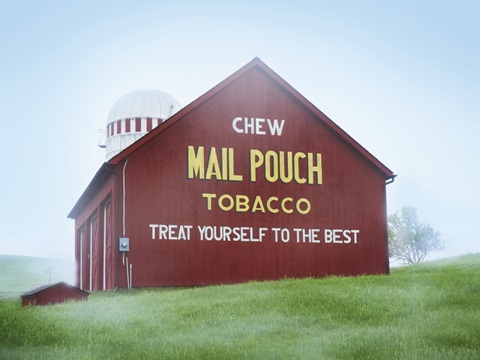 CHEW
MAIL POUCH
TOBACCO
TREAT YOURSELF TO THE BEST